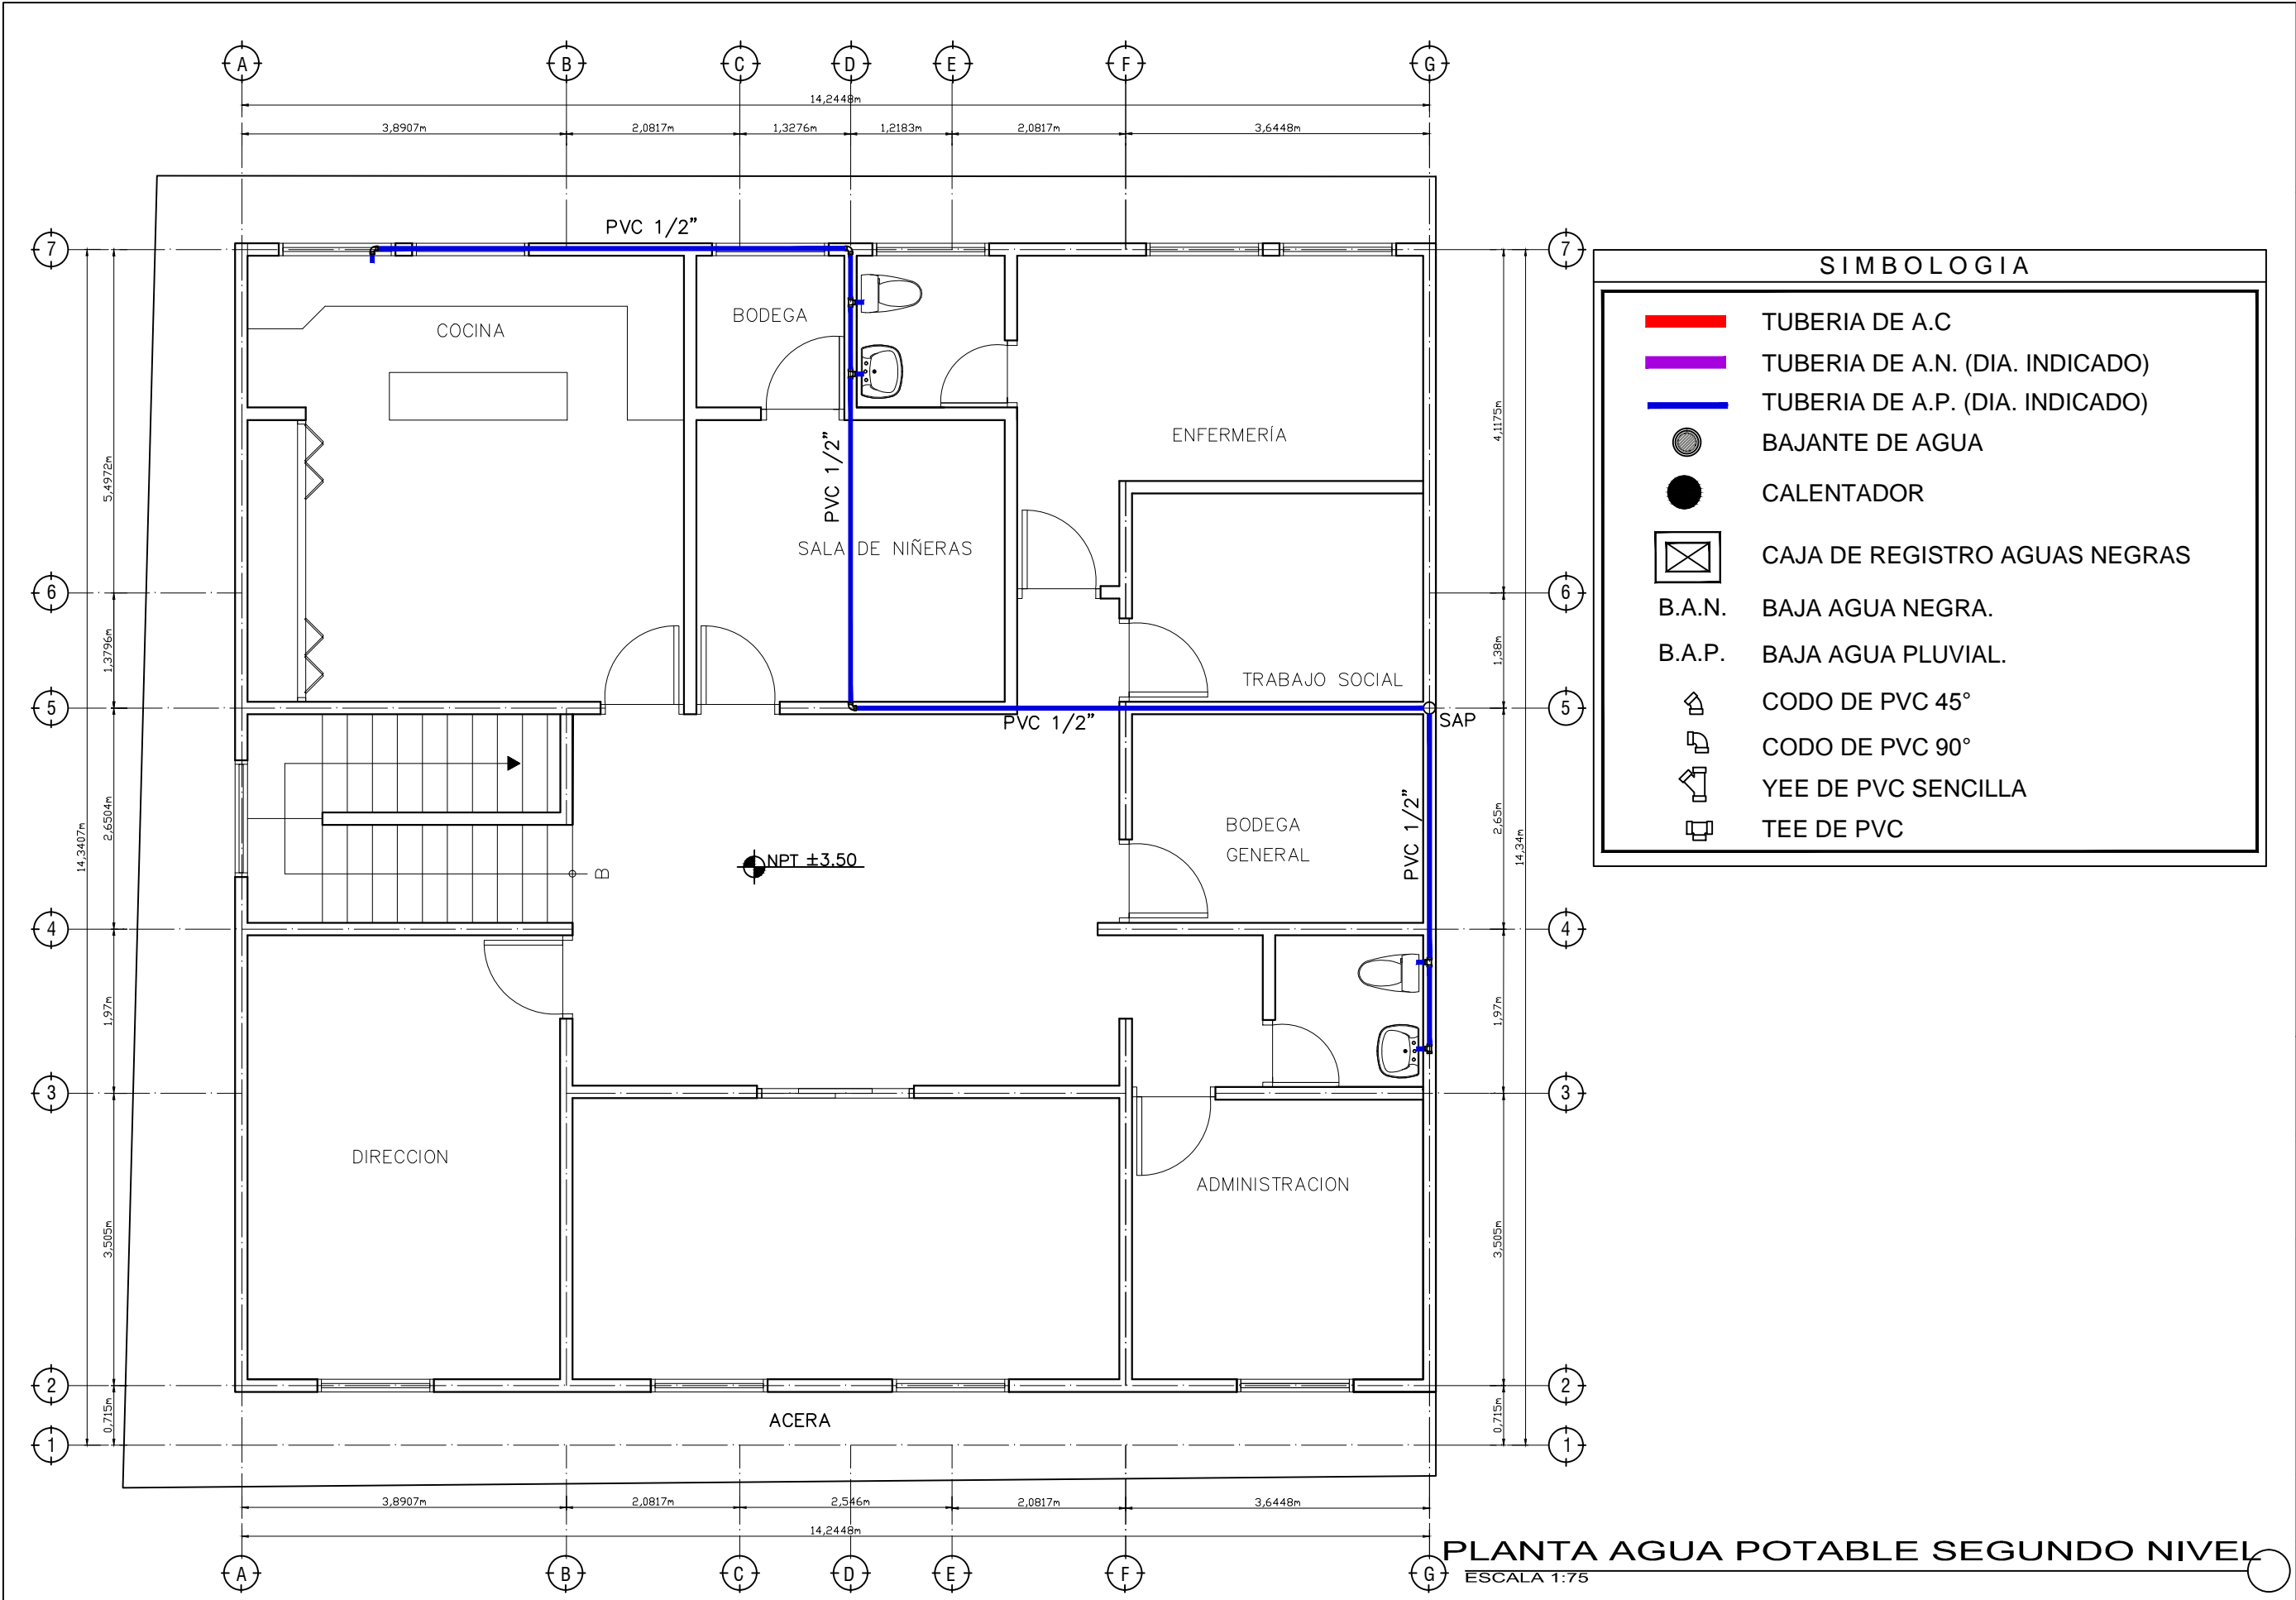 A B C D E F G
14,2448m
3,8907m 2,0817m 1,3276m 1,2183m 2,0817m 3,6448m
PVC 1/2”
7 7
SIMBOLOGIA
TUBERIA DE A.C
TUBERIA DE A.N. (DIA. INDICADO)
TUBERIA DE A.P. (DIA. INDICADO)
BAJANTE DE AGUA
CALENTADOR
CAJA DE REGISTRO AGUAS NEGRAS
B.A.N. BAJA AGUA NEGRA.
B.A.P. BAJA AGUA PLUVIAL.
CODO DE PVC 45°
CODO DE PVC 90°
YEE DE PVC SENCILLA
TEE DE PVC
BODEGA
COCINA
ENFERMERÍA
4,1175m
PVC 1/2”
5,4972m
SALA DE NIÑERAS
6 6
1,3796m
1,38m
TRABAJO SOCIAL
5 5
SAP
PVC 1/2”
2,6504m
2,65m
PVC 1/2”
BODEGA
GENERAL
14,3407m
14,34m
NPT ±3.50
B
4 4
1,97m
1,97m
3 3
DIRECCION
ADMINISTRACION
3,505m
3,505m
2 2
0,715m
0,715m
ACERA
1 1
3,8907m 2,0817m 2,546m 2,0817m 3,6448m
14,2448m
A B C D E F G
PLANTA AGUA POTABLE SEGUNDO NIVEL
ESCALA 1:75